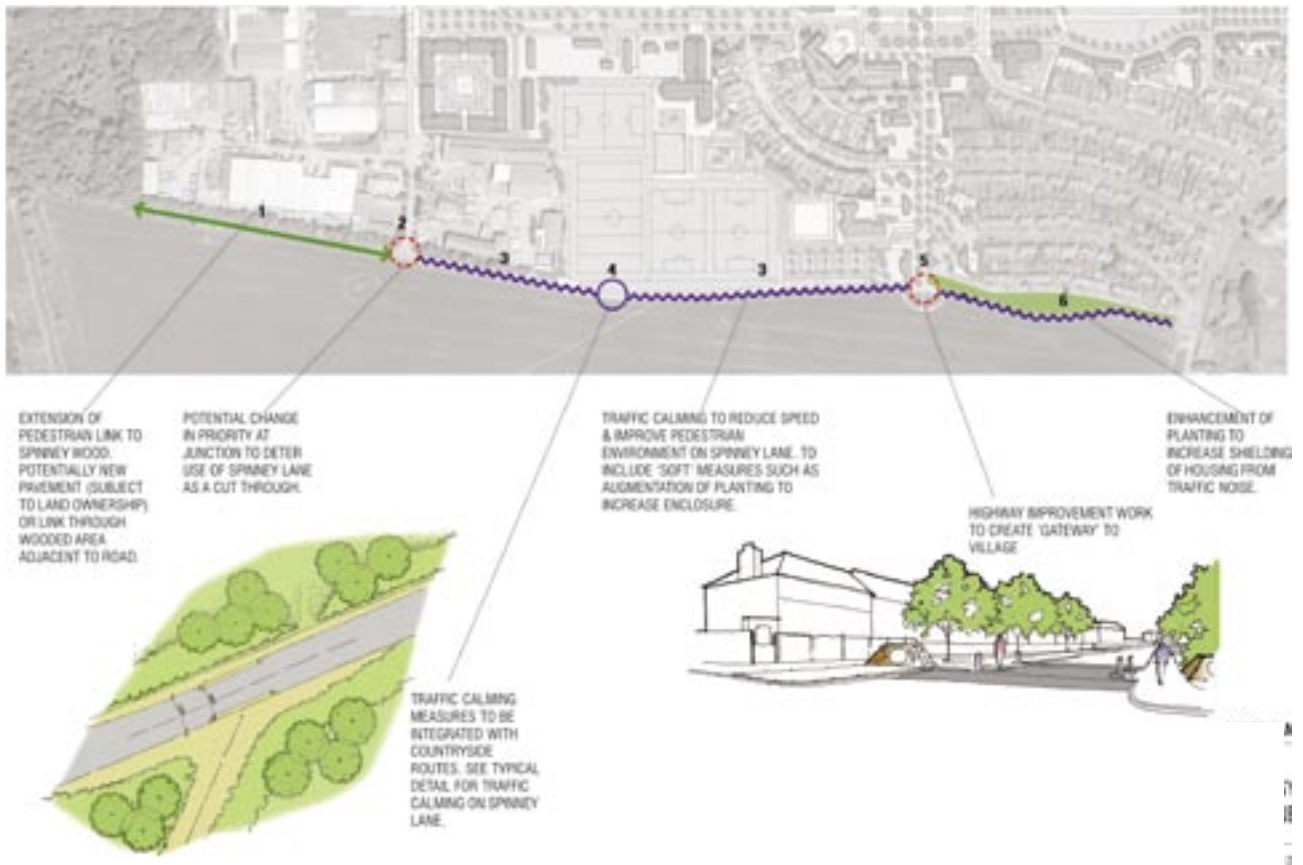 1
2
3
4
3
5
6
EXTENSION OF
PEDESTRIAN LINK TO
SPINNEY WOOD.
POTENTIALLY NEW
PAVEMENT (SUBJECT
TO LAND OWNERSHIP)
OR LINK THROUGH
WOODED AREA
ADJACENT TO ROAD.
POTENTIAL CHANGE
IN PRIORITY AT
JUNCTION TO DETER
USE OF SPINNEY LANE
AS A CUT THROUGH.
TRAFFIC CALMING TO REDUCE SPEED
& IMPROVE PEDESTRIAN
ENVIRONMENT ON SPINNEY LANE. TO
INCLUDE 'SOFT' MEASURES SUCH AS
AUGMENTATION OF PLANTING TO
INCREASE ENCLOSURE.
ENHANCEMENT OF
PLANTING TO
INCREASE SHIELDING
OF HOUSING FROM
TRAFFIC NOISE.
HIGHWAY IMPROVEMENT WORK
TO CREATE 'GATEWAY' TO
VILLAGE
TRAFFIC CALMING
MEASURES TO BE
INTEGRATED WITH
COUNTRYSIDE
ROUTES. SEE TYPICAL
DETAIL FOR TRAFFIC
CALMING ON SPINNEY
LANE.